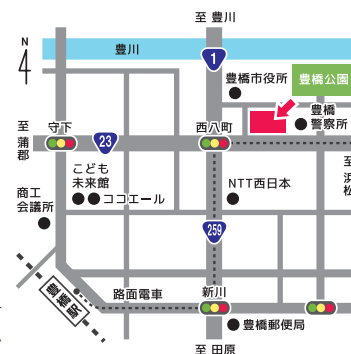 至 豊川
N
豊川
1
豊橋市役所
豊橋公園
至
蒲
郡
守下
23
西八町
豊橋
警察所
至
浜
松
こども
未来館
ココエール
商工
会議所
NTT西日本
259
豊橋駅
路面電車
新川
豊橋郵便局
至 田原